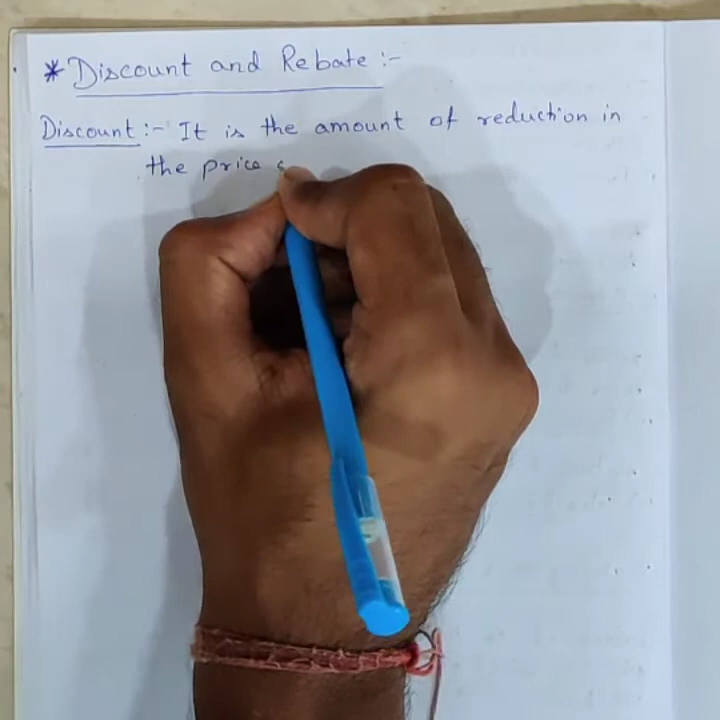 * Discount and Rebate :-
Discount :- It is the amount of reduction in
the price